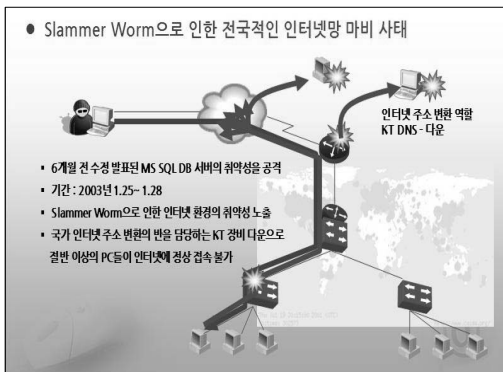 • Slammer Worm으로 인한 전국적인 인터넷망 마비 사태
인터넷 주소 변환 역할
KT DNS - 다운
▪ 6개월 전 수정 발표된 MS SQL DB 서버의 취약성을 공격
▪ 기간 : 2003년 1.25~ 1.28
▪ Slammer Worm으로 인한 인터넷 환경의 취약성 노출
▪ 국가 인터넷 주소 변환의 반을 담당하는 KT 장비 다운으로
절반 이상의 PC들이 인터넷에 정상 접속 불가